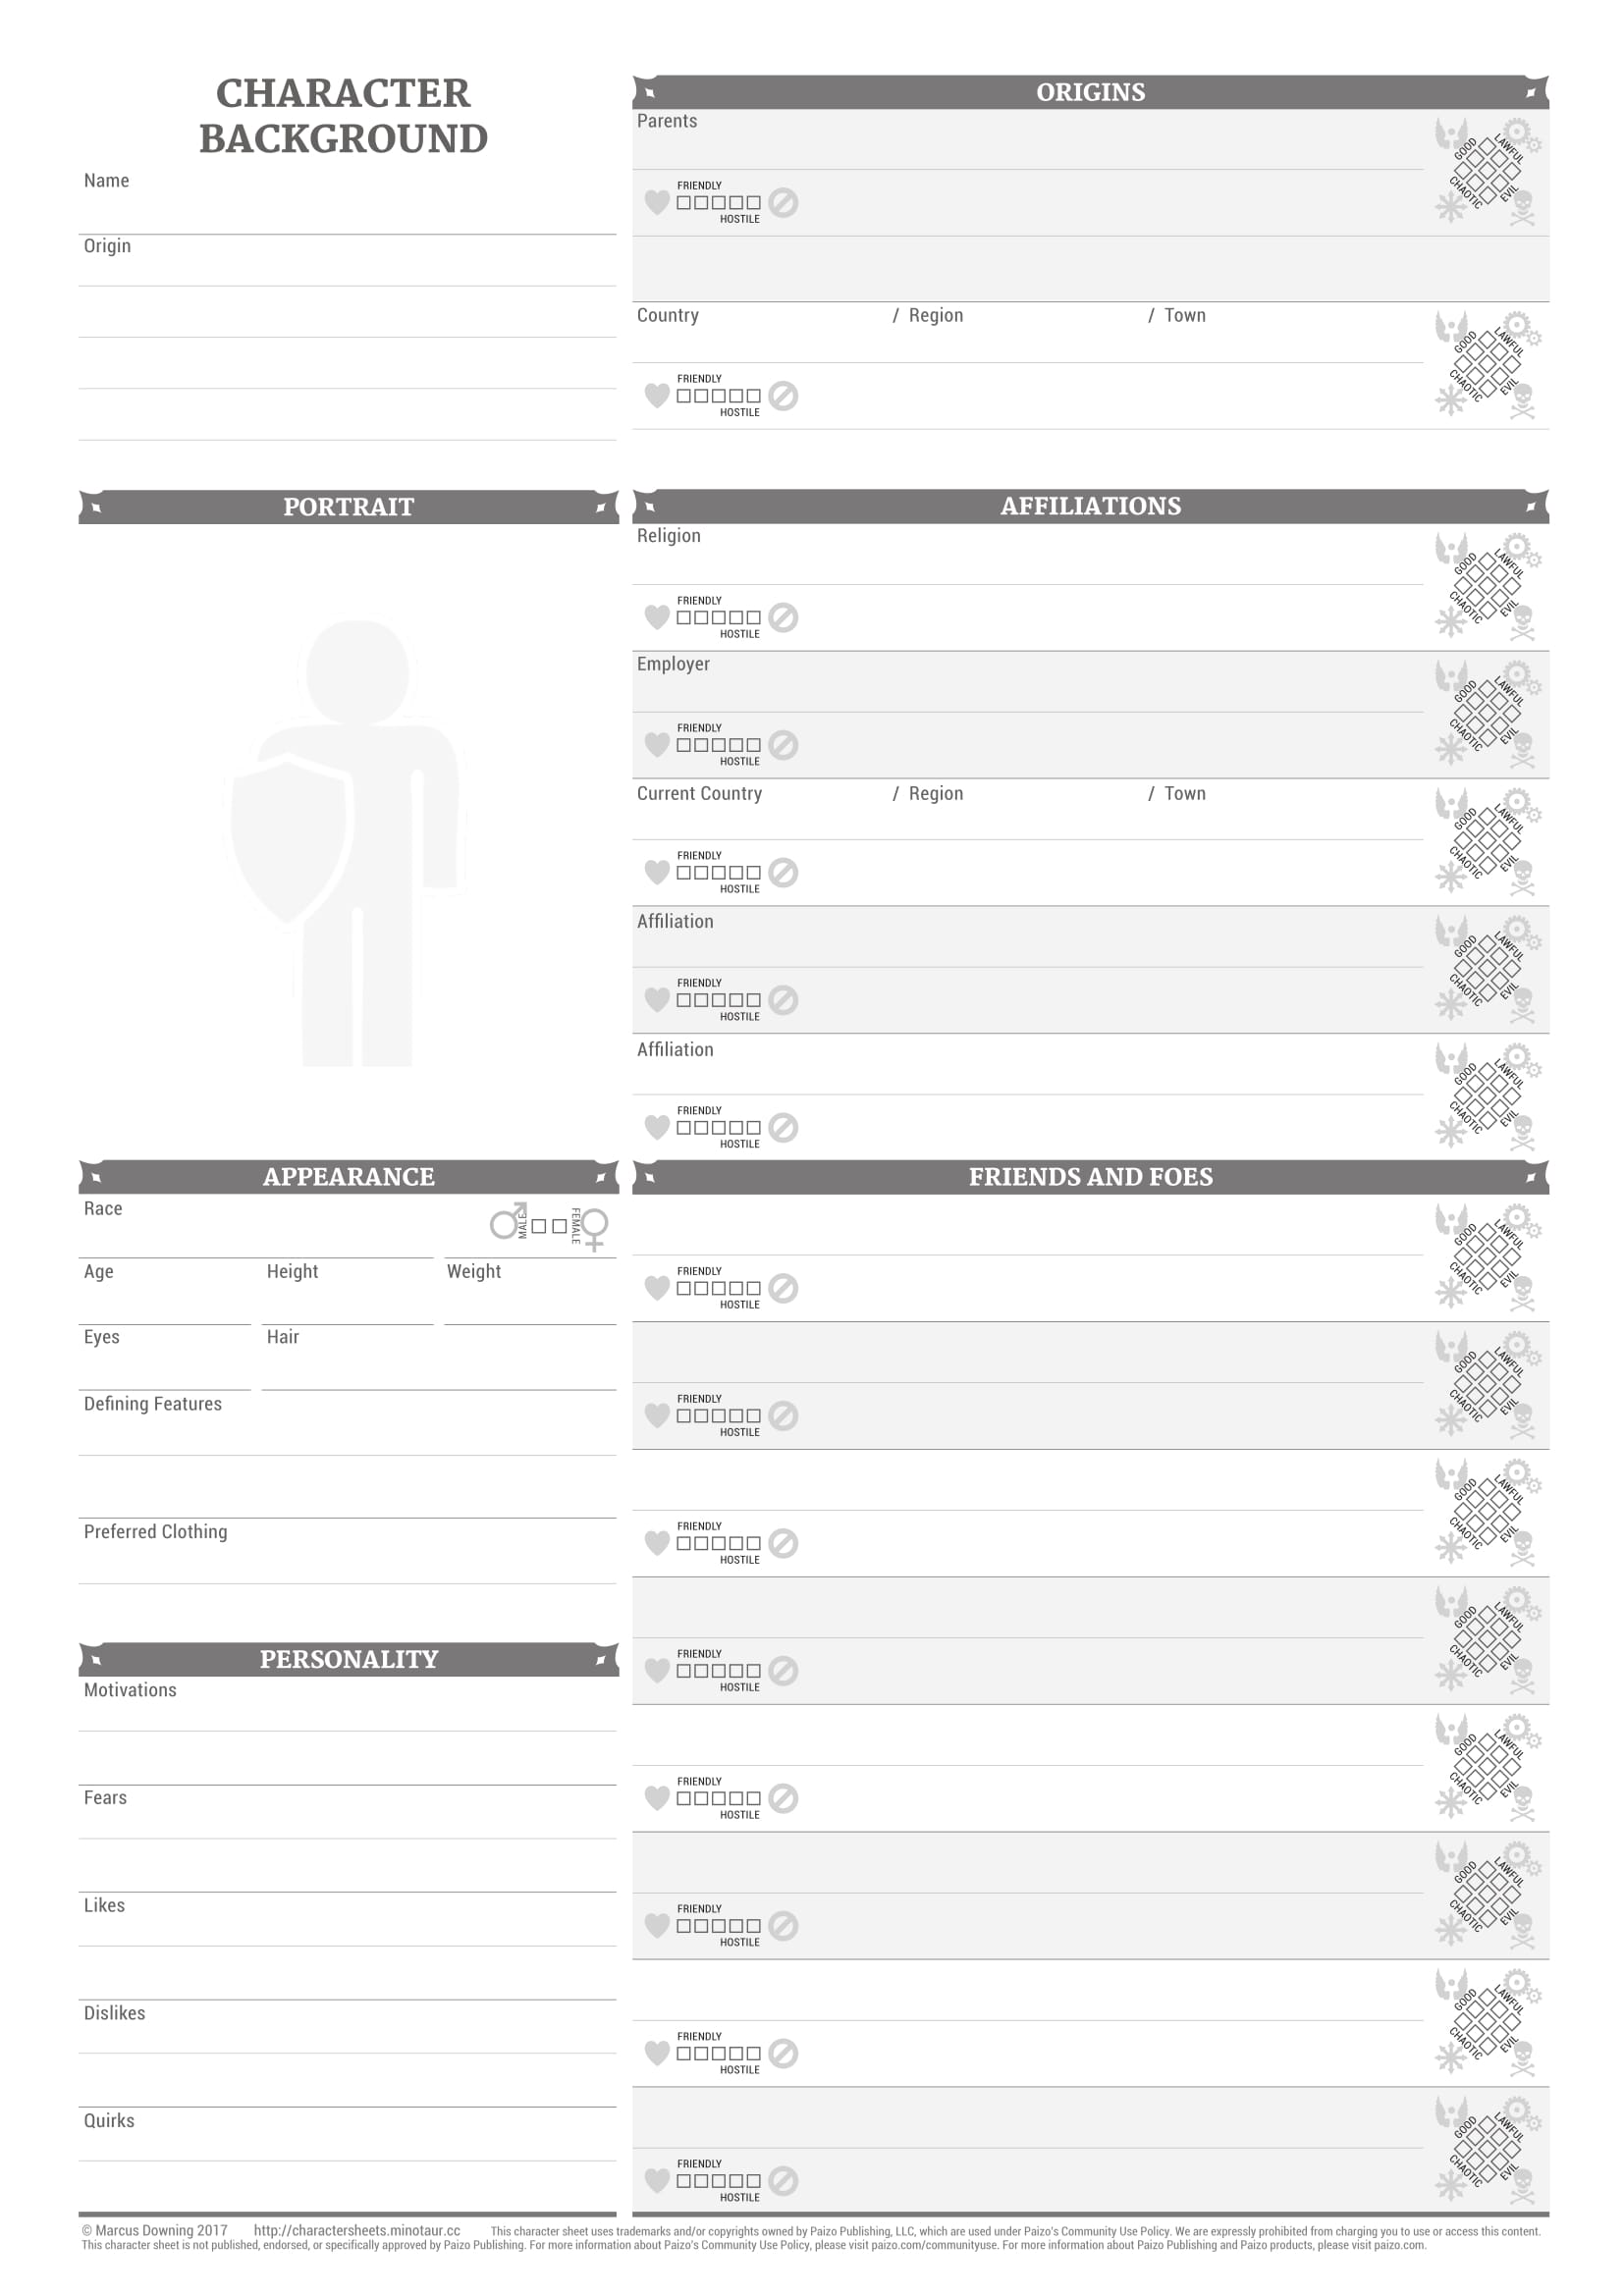 CHARACTER
BACKGROUND
Name
Origin
PORTRAIT
APPEARANCE
Race
MALE
FEMALE
Age Height Weight
Eyes Hair
Defining Features
Preferred Clothing
PERSONALITY
Motivations
Fears
Likes
Dislikes
Quirks
ORIGINS
Parents
GOOD LAWFUL
FRIENDLY
CHAOTIC EVIL
HOSTILE
Country / Region / Town
GOOD LAWFUL
FRIENDLY
CHAOTIC EVIL
HOSTILE
AFFILIATIONS
Religion
GOOD LAWFUL
FRIENDLY
CHAOTIC EVIL
HOSTILE
Employer
GOOD LAWFUL
FRIENDLY
CHAOTIC EVIL
HOSTILE
Current Country / Region / Town
GOOD LAWFUL
FRIENDLY
CHAOTIC EVIL
HOSTILE
Affiliation
GOOD LAWFUL
FRIENDLY
CHAOTIC EVIL
HOSTILE
Affiliation
GOOD LAWFUL
FRIENDLY
CHAOTIC EVIL
HOSTILE
FRIENDS AND FOES
GOOD LAWFUL
FRIENDLY
CHAOTIC EVIL
HOSTILE
GOOD LAWFUL
FRIENDLY
CHAOTIC EVIL
HOSTILE
GOOD LAWFUL
FRIENDLY
CHAOTIC EVIL
HOSTILE
GOOD LAWFUL
FRIENDLY
CHAOTIC EVIL
HOSTILE
GOOD LAWFUL
FRIENDLY
CHAOTIC EVIL
HOSTILE
GOOD LAWFUL
FRIENDLY
CHAOTIC EVIL
HOSTILE
GOOD LAWFUL
FRIENDLY
CHAOTIC EVIL
HOSTILE
GOOD LAWFUL
FRIENDLY
CHAOTIC EVIL
HOSTILE
© Marcus Downing 2017 http://charactersheets.minotaur.cc This character sheet uses trademarks and/or copyrights owned by Paizo Publishing, LLC, which are used under Paizo's Community Use Policy. We are expressly prohibited from charging you to use or access this content.
This character sheet is not published, endorsed, or specifically approved by Paizo Publishing. For more information about Paizo's Community Use Policy, please visit paizo.com/communityuse. For more information about Paizo Publishing and Paizo products, please visit paizo.com.